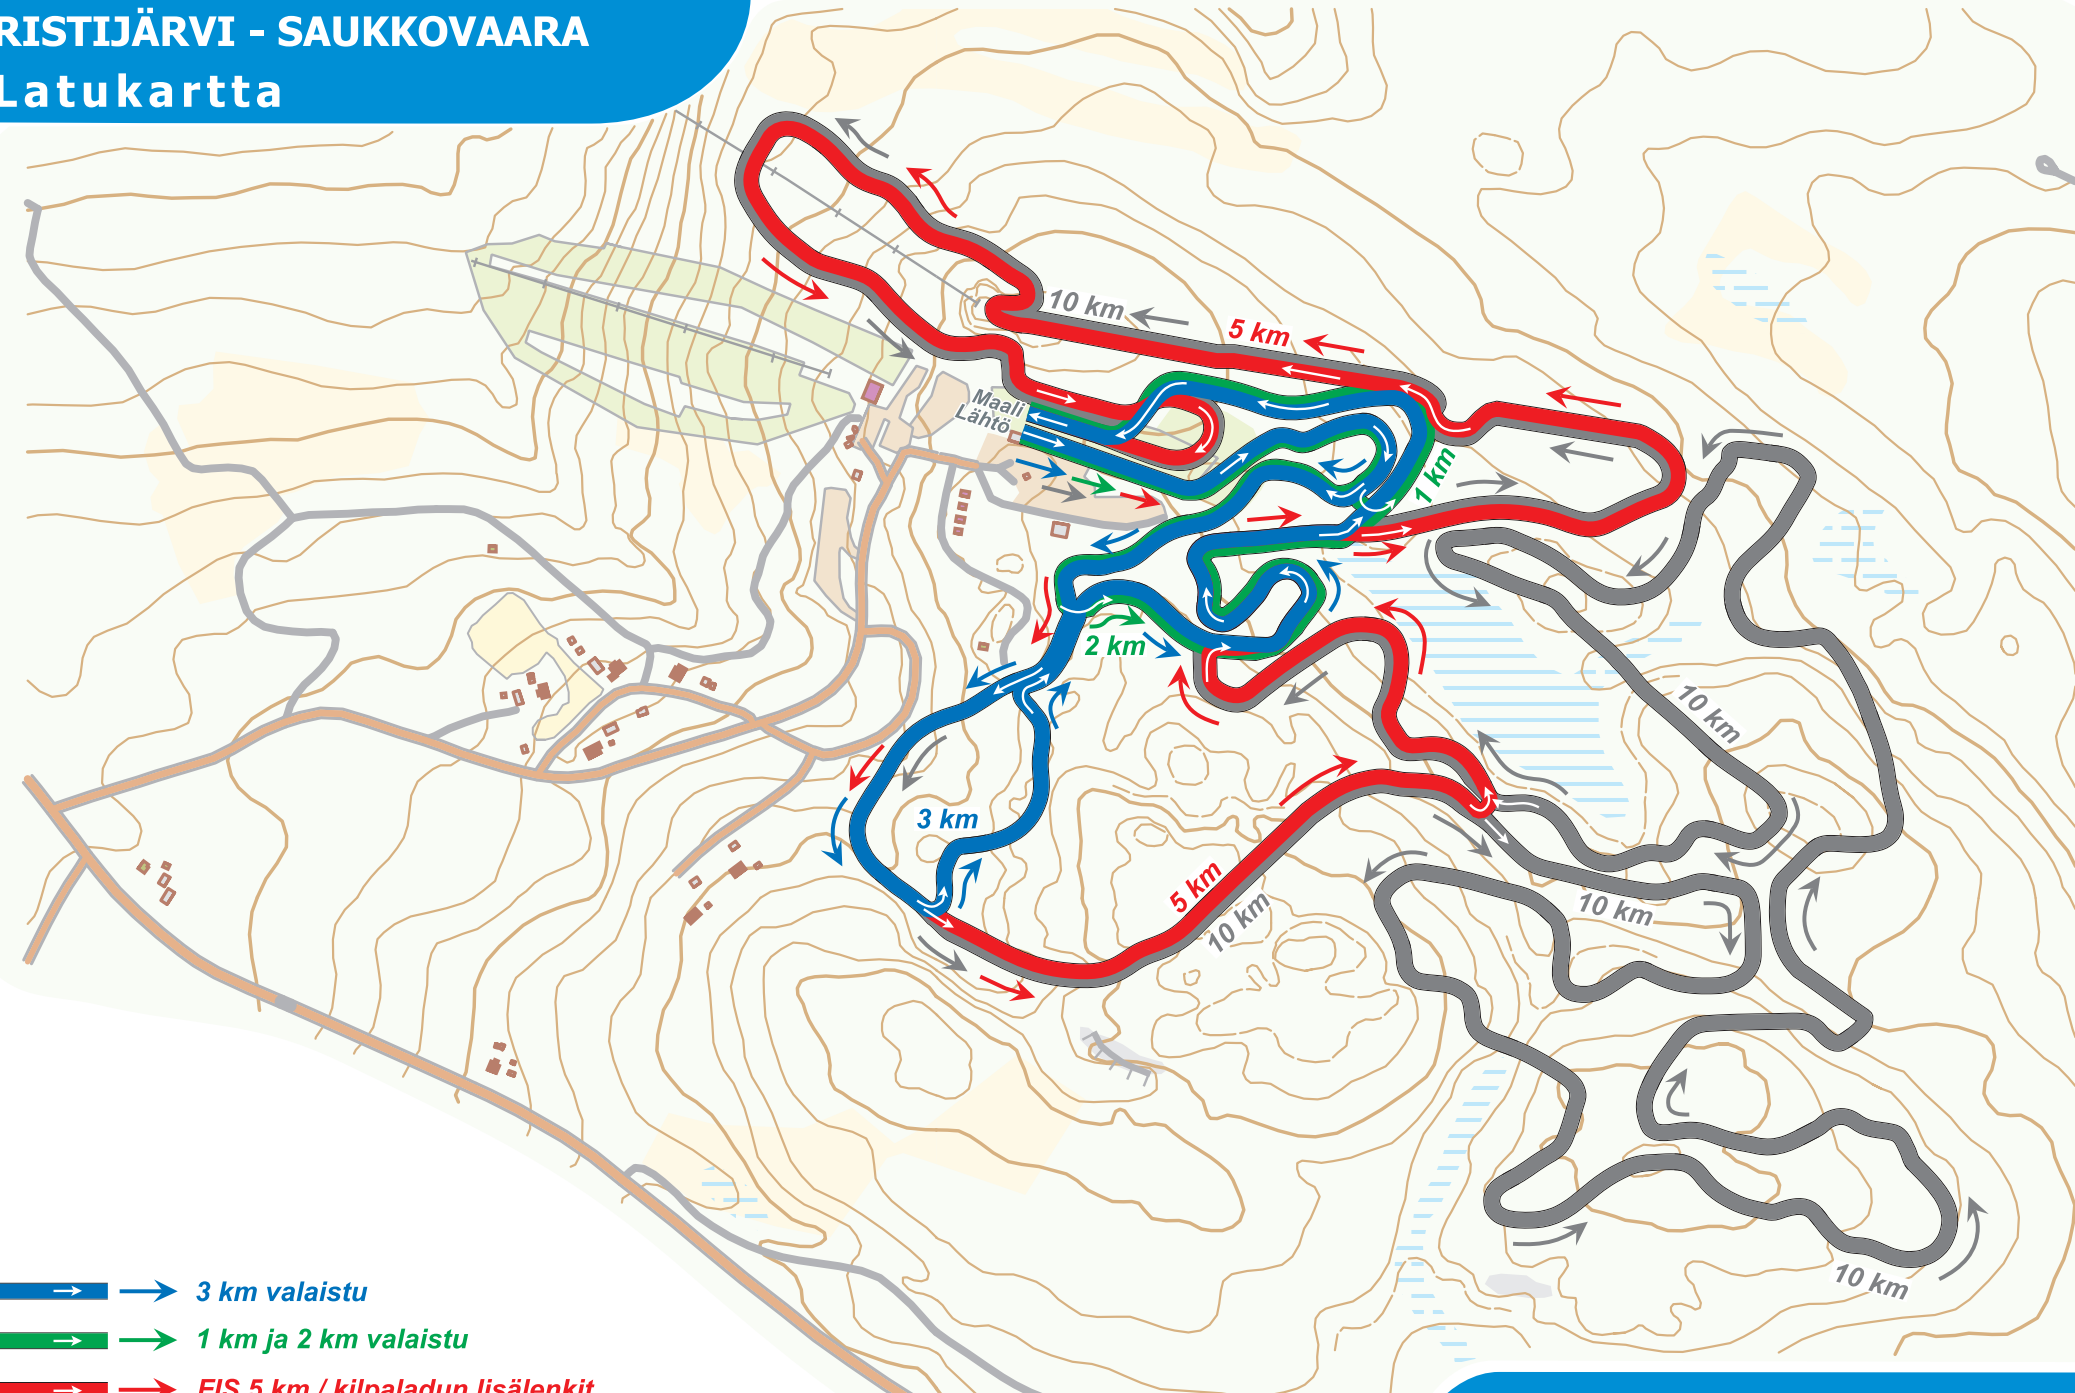 RISTIJÄRVI - SAUKKOVAARA
Latukartta
10 km
5 km
Maali
Lähtö
1 km
2 km
10 km
3 km
5 km
10 km
10 km
10 km
3 km valaistu
1 km ja 2 km valaistu
FIS 5 km / kilpaladun lisälenkit